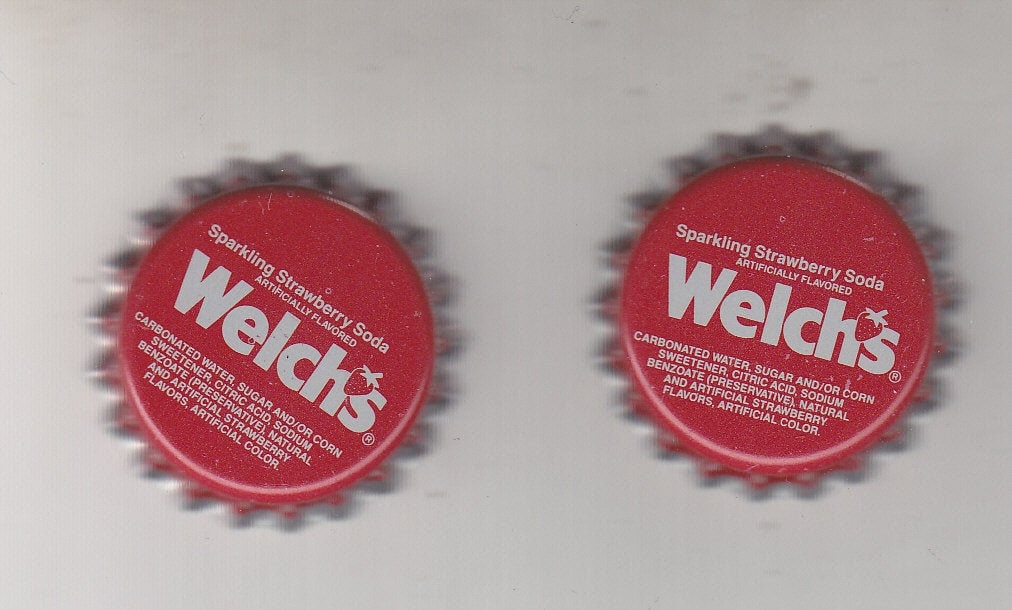 Sparkling Strawberry Soda
ARTIFICIALLY FLAVORED
Welch's®
CARBONATED WATER, SUGAR AND/OR CORN
SWEETENER, CITRIC ACID, SODIUM
BENZOATE (PRESERVATIVE), NATURAL
AND ARTIFICIAL STRAWBERRY
FLAVORS, ARTIFICIAL COLOR.
Sparkling Strawberry Soda
ARTIFICIALLY FLAVORED
Welch's®
CARBONATED WATER, SUGAR AND/OR CORN
SWEETENER, CITRIC ACID, SODIUM
BENZOATE (PRESERVATIVE), NATURAL
AND ARTIFICIAL STRAWBERRY
FLAVORS, ARTIFICIAL COLOR.